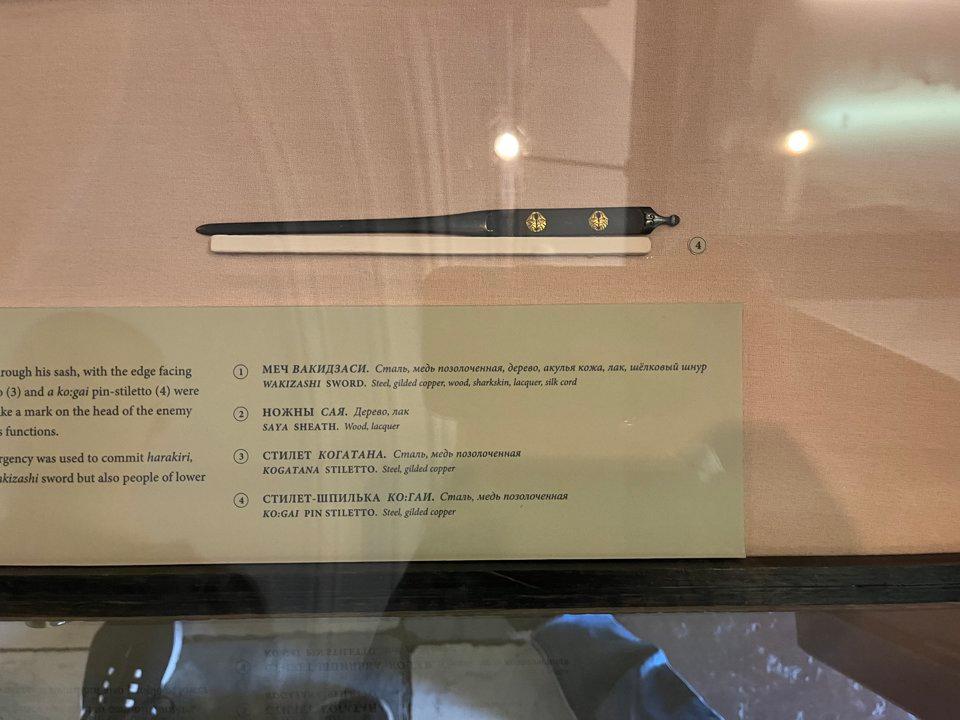 4
rough his sash, with the edge facing
(3) and a ko:gai pin-stiletto (4) were
ke a mark on the head of the enemy
functions.
rgency was used to commit harakiri,
akizashi sword but also people of lower
1 МЕЧ ВАКИДЗАСИ. Сталь, медь позолоченная, дерево, акулья кожа, лак, шёлковый шнур
WAKIZASHI SWORD. Steel, gilded copper, wood, sharkskin, lacquer, silk cord
2 НОЖНЫ САЯ. Дерево, лак
SAYA SHEATH. Wood, lacquer
3 СТИЛЕТ КОГАТАНА. Сталь, медь позолоченная
KOGATANA STILETTO. Steel, gilded copper
4 СТИЛЕТ-ШПИЛЬКА КО:ГАИ. Сталь, медь позолоченная
KO:GAI PIN STILETTO. Steel, gilded copper